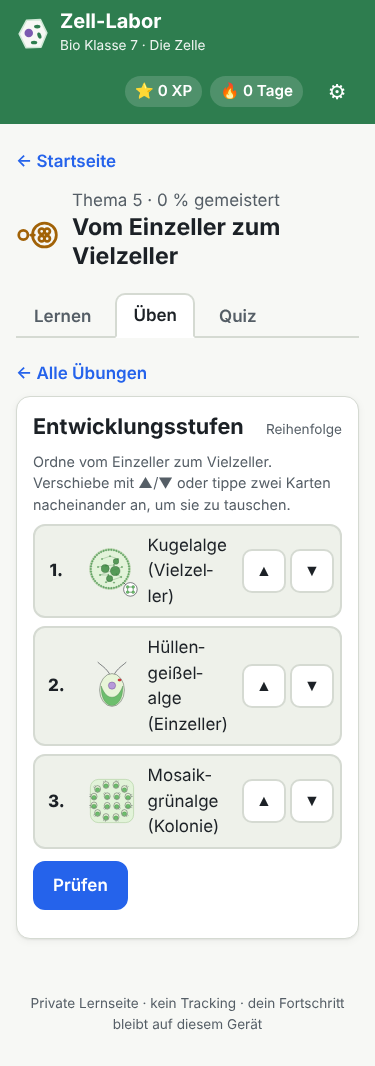 Zell-Labor
Bio Klasse 7 · Die Zelle
⭐ 0 XP
🔥 0 Tage
⚙
← Startseite
Thema 5 · 0 % gemeistert
Vom Einzeller zum
Vielzeller
Lernen
Üben
Quiz
← Alle Übungen
Entwicklungsstufen
Reihenfolge
Ordne vom Einzeller zum Vielzeller.
Verschiebe mit ▲/▼ oder tippe zwei Karten
nacheinander an, um sie zu tauschen.
1.
Kugelalge
(Vielzel-
ler)
▲ ▼
2.
Hüllen-
geißel-
alge
(Einzeller)
▲ ▼
3.
Mosaik-
grünalge
(Kolonie)
▲ ▼
Prüfen
Private Lernseite · kein Tracking · dein Fortschritt
bleibt auf diesem Gerät